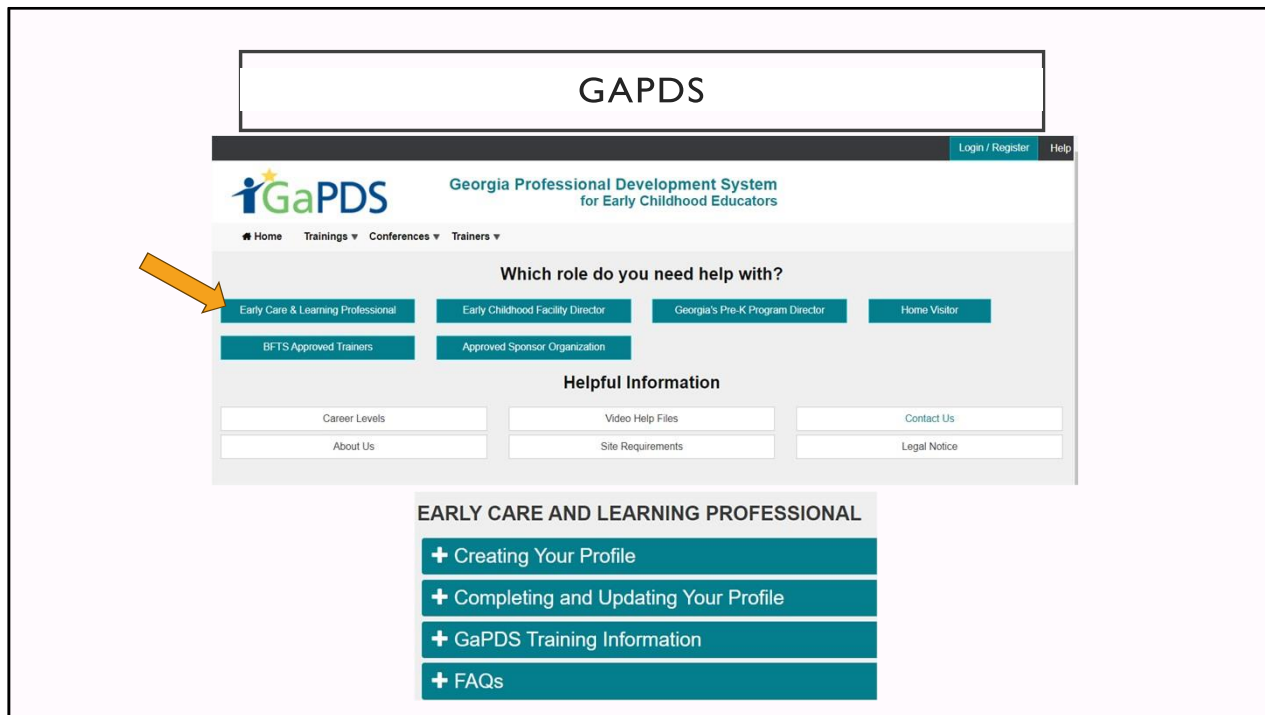 GAPDS
Login / Register Help
GaPDS
Georgia Professional Development System
for Early Childhood Educators
Home Trainings Conferences Trainers
Which role do you need help with?
Early Care & Learning Professional Early Childhood Facility Director Georgia's Pre-K Program Director Home Visitor
BFTS Approved Trainers Approved Sponsor Organization
Helpful Information
Career Levels Video Help Files Contact Us
About Us Site Requirements Legal Notice
EARLY CARE AND LEARNING PROFESSIONAL
+ Creating Your Profile
+ Completing and Updating Your Profile
+ GaPDS Training Information
+ FAQs